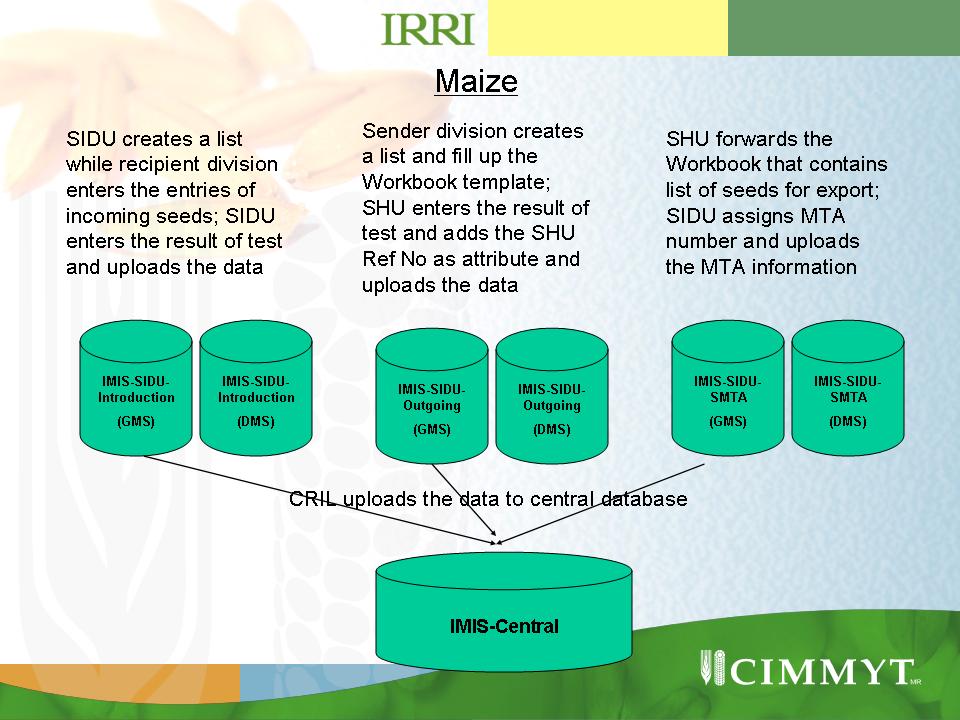 IRRI
Maize
SIDU creates a list
while recipient division
enters the entries of
incoming seeds; SIDU
enters the result of test
and uploads the data
Sender division creates
a list and fill up the
Workbook template;
SHU enters the result of
test and adds the SHU
Ref No as attribute and
uploads the data
SHU forwards the
Workbook that contains
list of seeds for export;
SIDU assigns MTA
number and uploads
the MTA information
IMIS-SIDU-
Introduction
(GMS)
IMIS-SIDU-
Introduction
(DMS)
IMIS-SIDU-
Outgoing
(GMS)
IMIS-SIDU-
Outgoing
(DMS)
IMIS-SIDU-
SMTA
(GMS)
IMIS-SIDU-
SMTA
(DMS)
CRIL uploads the data to central database
IMIS-Central
CIMMYT MR